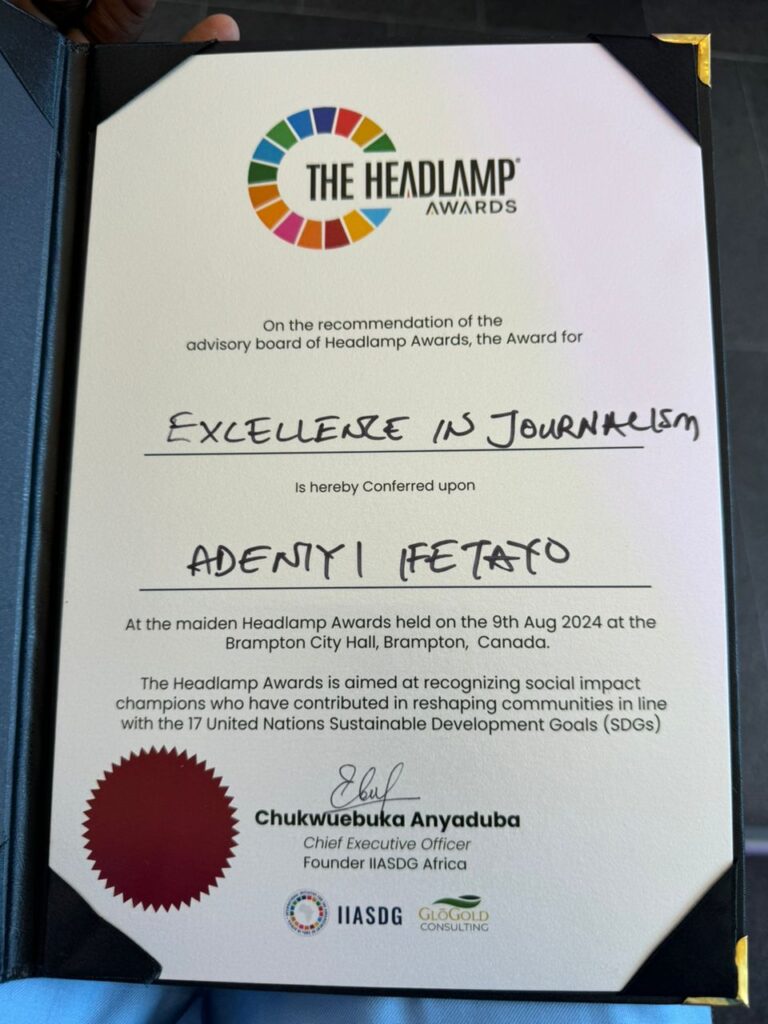 THE HEADLAMP®
AWARDS
On the recommendation of the
advisory board of Headlamp Awards, the Award for
EXCELLENCE IN JOURNALISM
Is hereby Conferred upon
ADENIYI IFETAYO
At the maiden Headlamp Awards held on the 9th Aug 2024 at the
Brampton City Hall, Brampton, Canada.
The Headlamp Awards is aimed at recognizing social impact
champions who have contributed in reshaping communities in line
with the 17 United Nations Sustainable Development Goals (SDGs)
Chukwuebuka Anyaduba
Chief Executive Officer
Founder IIASDG Africa
IIASDG
GLŌGOLD
CONSULTING